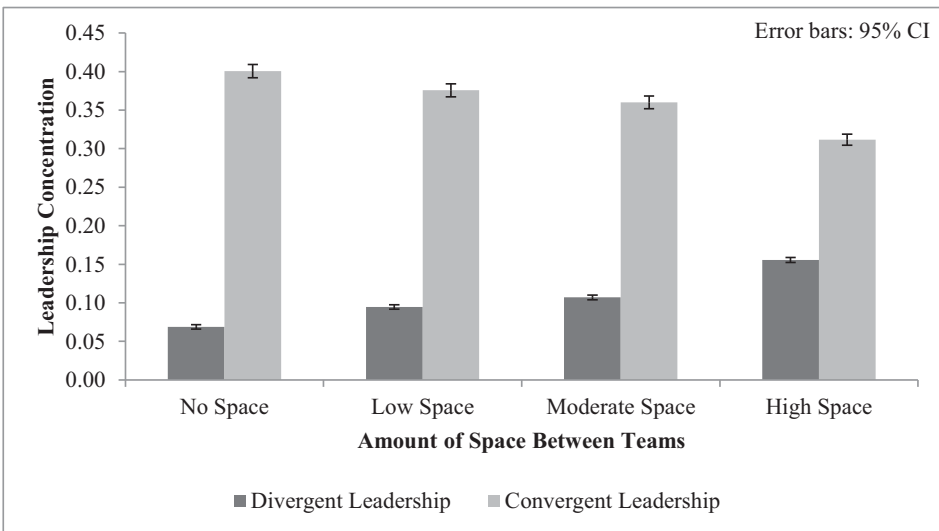 Error bars: 95% CI
Leadership Concentration
0.45
0.40
0.35
0.30
0.25
0.20
0.15
0.10
0.05
0.00
No Space Low Space Moderate Space High Space
Amount of Space Between Teams
Divergent Leadership Convergent Leadership